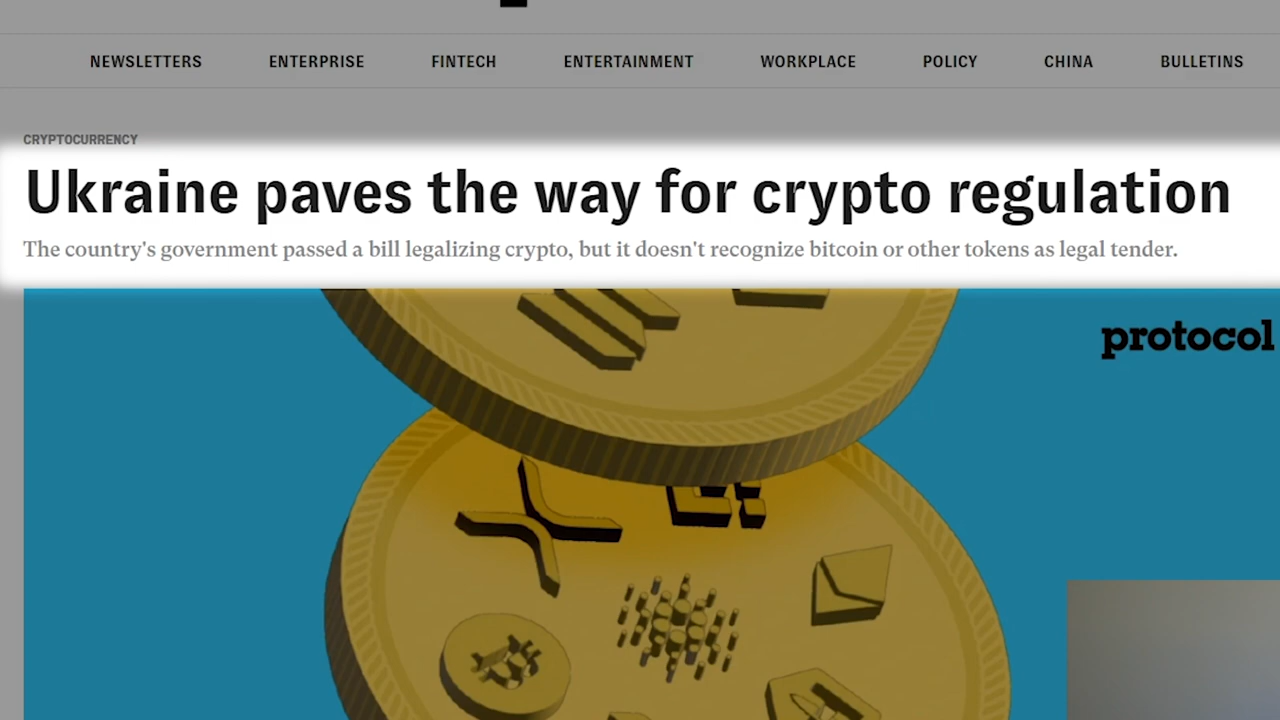 NEWSLETTERS ENTERPRISE FINTECH ENTERTAINMENT WORKPLACE POLICY CHINA BULLETINS
CRYPTOCURRENCY
Ukraine paves the way for crypto regulation
The country's government passed a bill legalizing crypto, but it doesn't recognize bitcoin or other tokens as legal tender.
protocol